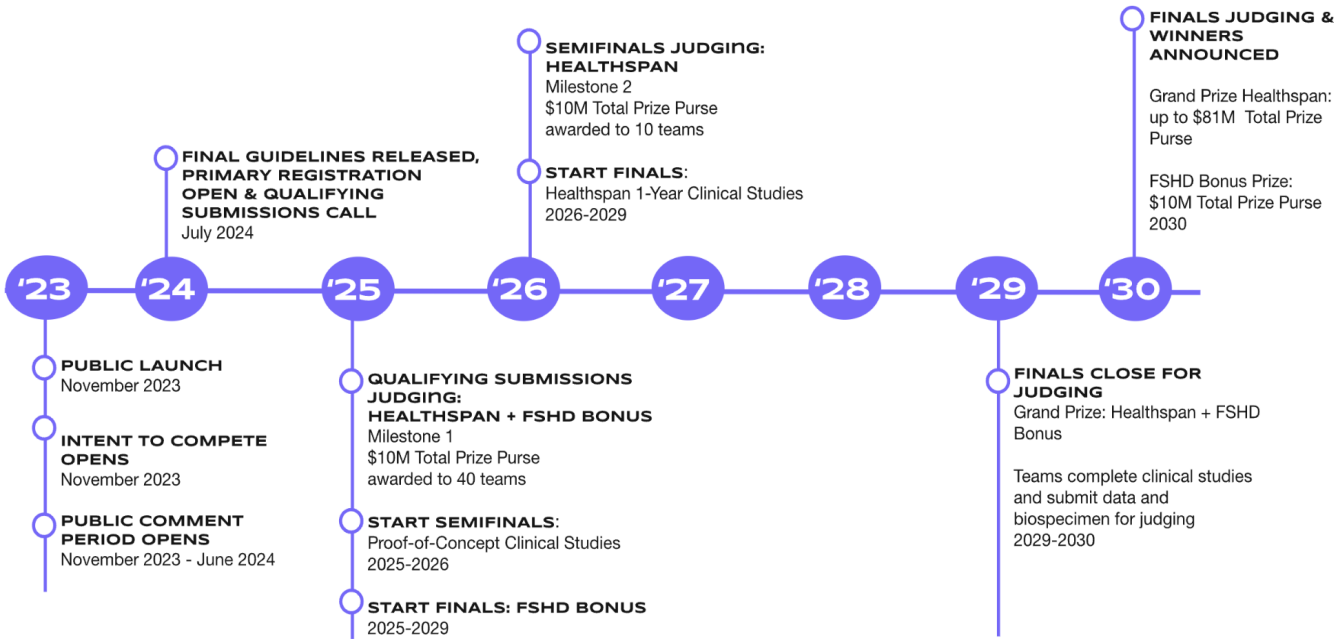 FINALS JUDGING &
WINNERS
ANNOUNCED
Grand Prize Healthspan:
up to $81M Total Prize
Purse
FSHD Bonus Prize:
$10M Total Prize Purse
2030
SEMIFINALS JUDGING:
HEALTHSPAN
Milestone 2
$10M Total Prize Purse
awarded to 10 teams
START FINALS:
Healthspan 1-Year Clinical Studies
2026-2029
FINAL GUIDELINES RELEASED,
PRIMARY REGISTRATION
OPEN & QUALIFYING
SUBMISSIONS CALL
July 2024
‘23 ‘24 ‘25 ‘26 ‘27 ‘28 ‘29 ‘30
PUBLIC LAUNCH
November 2023
INTENT TO COMPETE
OPENS
November 2023
PUBLIC COMMENT
PERIOD OPENS
November 2023 - June 2024
QUALIFYING SUBMISSIONS
JUDGING:
HEALTHSPAN + FSHD BONUS
Milestone 1
$10M Total Prize Purse
awarded to 40 teams
START SEMIFINALS:
Proof-of-Concept Clinical Studies
2025-2026
START FINALS: FSHD BONUS
2025-2029
FINALS CLOSE FOR
JUDGING
Grand Prize: Healthspan + FSHD
Bonus
Teams complete clinical studies
and submit data and
biospecimen for judging
2029-2030